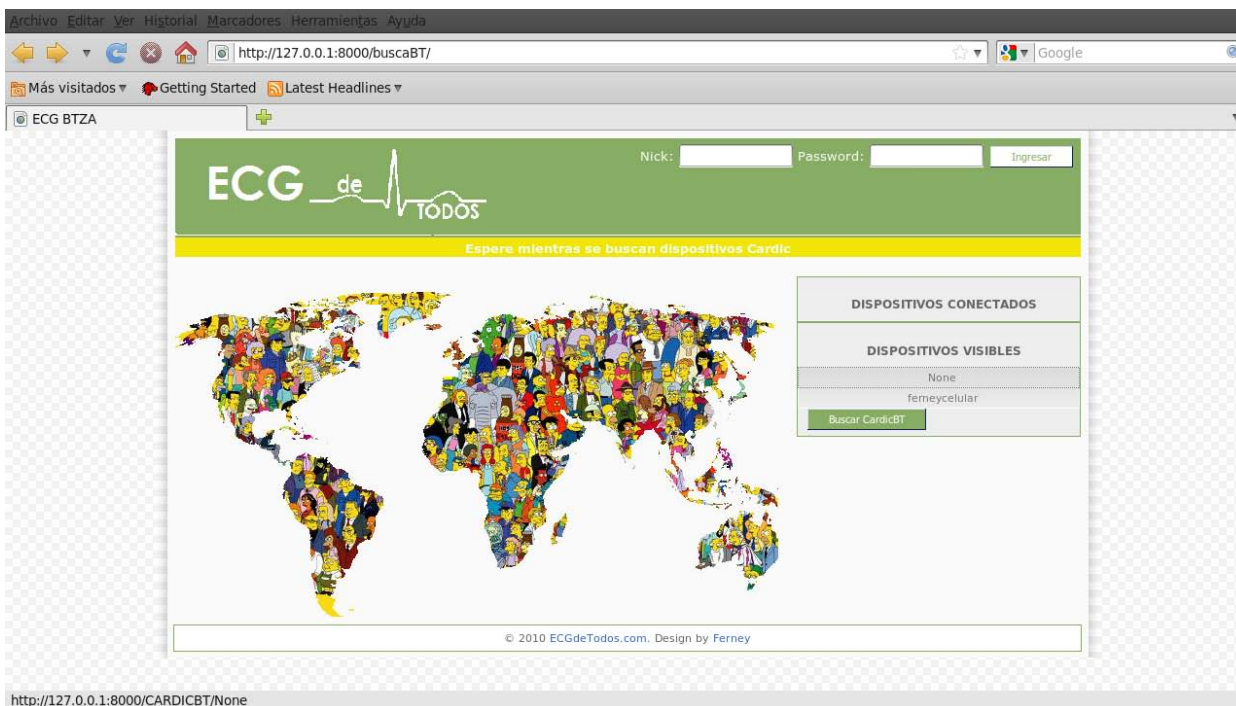 Archivo Editar Ver Historial Marcadores Herramientas Ayuda
http://127.0.0.1:8000/buscaBT/
Google
Más visitados
Getting Started
Latest Headlines
ECG BTZA
Nick:
Password:
Ingresar
ECG de TODOS
Espere mientras se buscan dispositivos Cardic
DISPOSITIVOS CONECTADOS
DISPOSITIVOS VISIBLES
None
ferneycelular
Buscar CardicBT
© 2010 ECGdeTodos.com. Design by Ferney
http://127.0.0.1:8000/CARDICBT/None